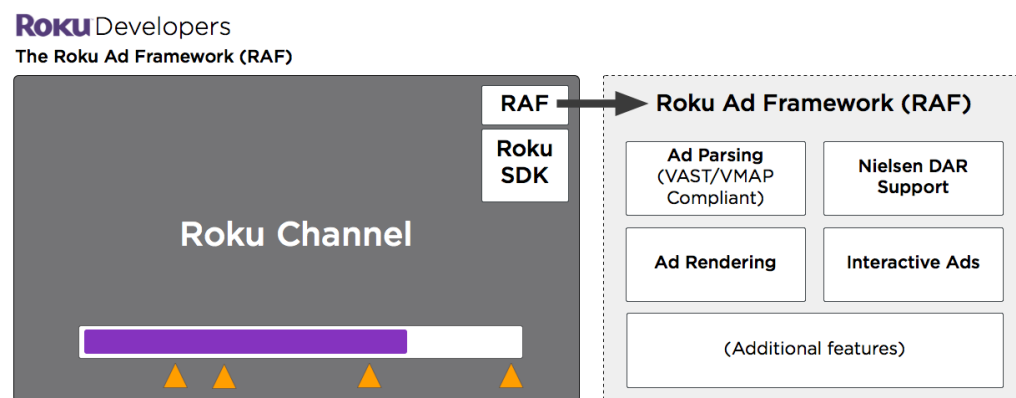 Roku Developers
The Roku Ad Framework (RAF)
RAF
Roku
SDK
Roku Channel
Roku Ad Framework (RAF)
Ad Parsing
(VAST/VMAP
Compliant)
Nielsen DAR
Support
Ad Rendering
Interactive Ads
(Additional features)